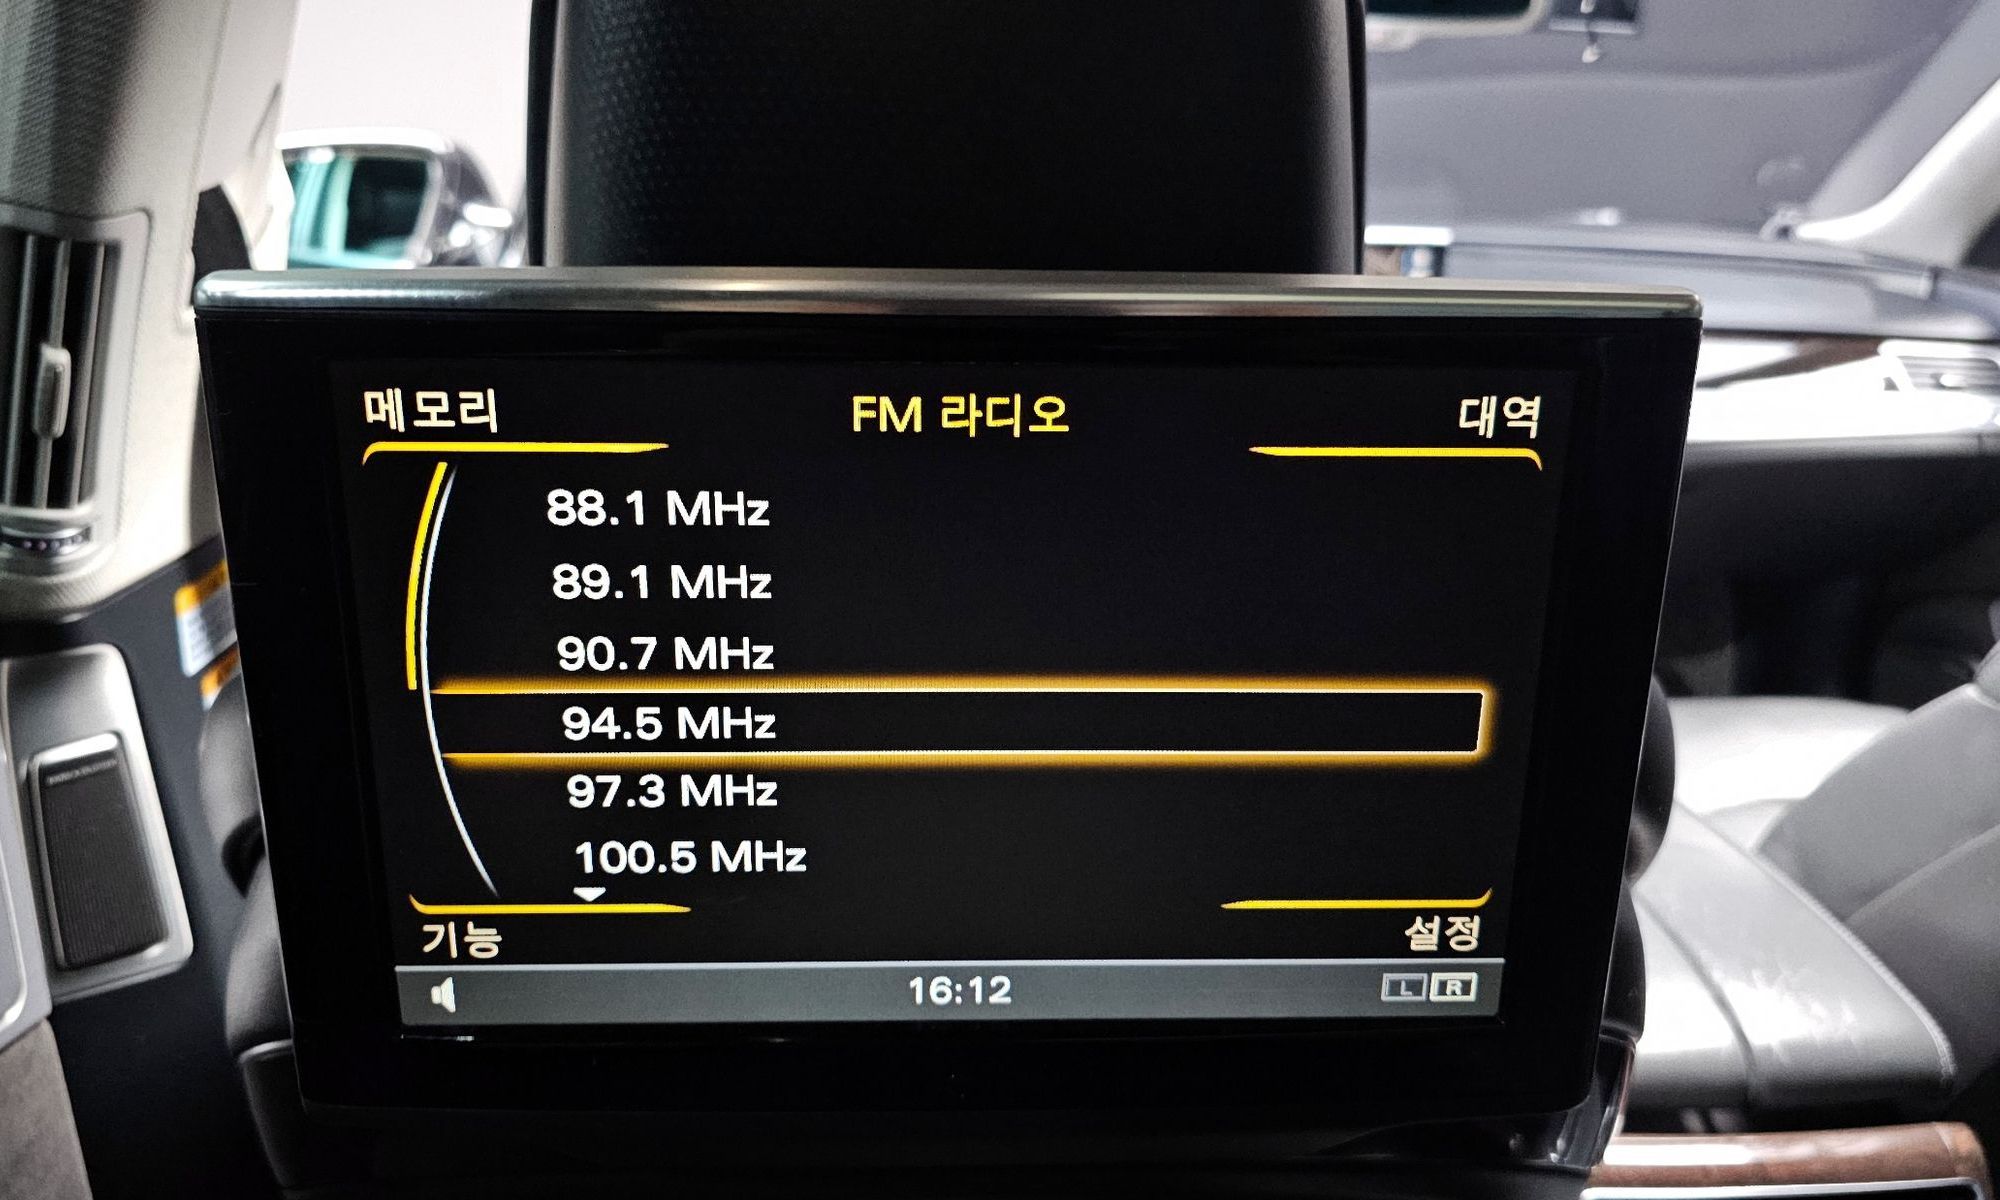 메모리 FM 라디오 대역
88.1 MHz
89.1 MHz
90.7 MHz
94.5 MHz
97.3 MHz
100.5 MHz
기능 설정
16:12 L R